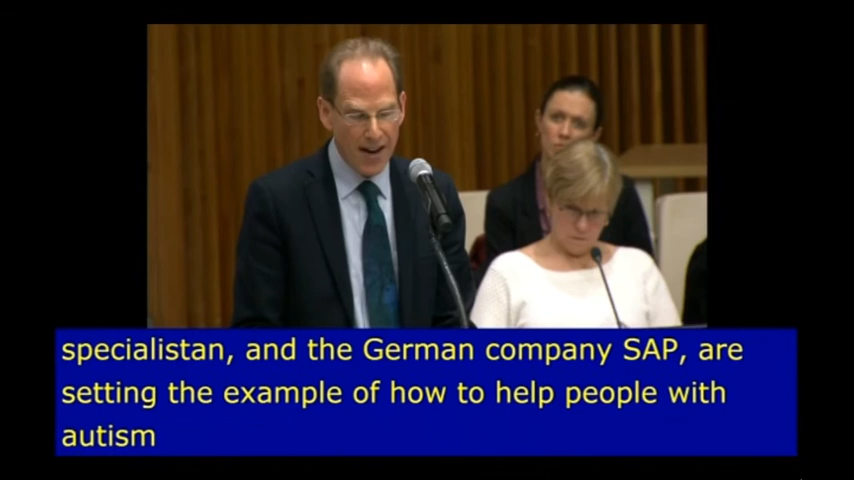 specialistan, and the German company SAP, are
setting the example of how to help people with
autism